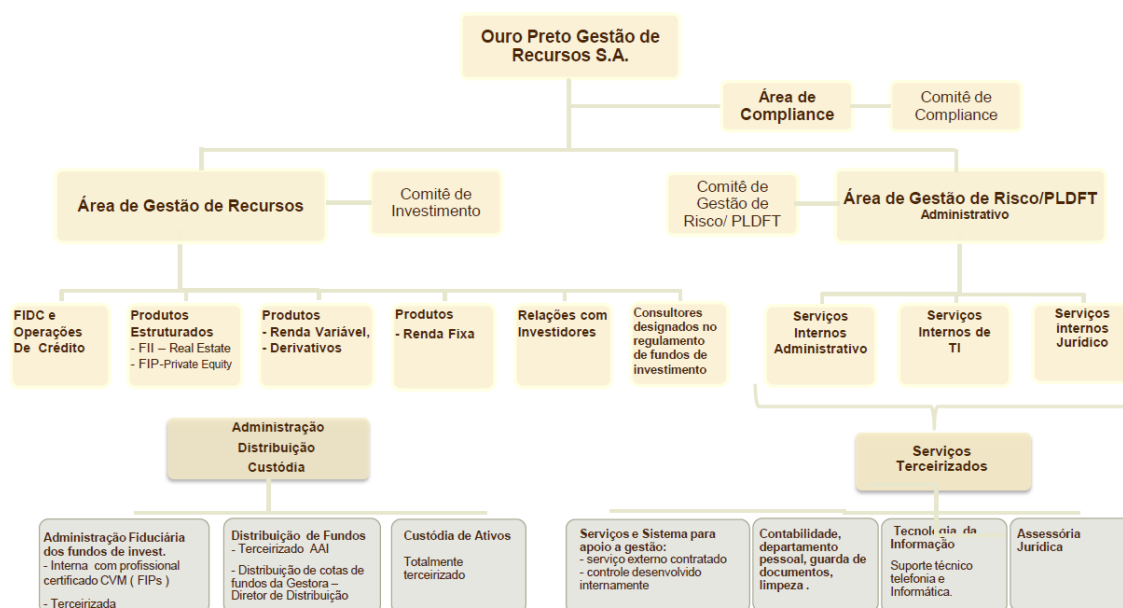 Ouro Preto Gestão de
Recursos S.A.
Área de
Compliance
Comitê de
Compliance
Área de Gestão de Recursos
Comitê de
Investimento
Comitê de
Gestão de
Risco/ PLDFT
Área de Gestão de Risco/PLDFT
Administrativo
FIDC e
Operações
De Crédito
Produtos
Estruturados
- FII – Real Estate
- FIP-Private Equity
Produtos
- Renda Variável,
- Derivativos
Produtos
- Renda Fixa
Relações com
Investidores
Consultores
designados no
regulamento
de fundos de
investimento
Serviços
Internos
Administrativo
Serviços
Internos de
TI
Serviços
internos
Jurídico
Administração
Distribuição
Custódia
Serviços
Terceirizados
Administração Fiduciária
dos fundos de invest.
- Interna com profissional
certificado CVM ( FIPs )
- Terceirizada
Distribuição de Fundos
- Terceirizado AAI
- Distribuição de cotas de
fundos da Gestora –
Diretor de Distribuição
Custódia de Ativos
Totalmente
terceirizado
Serviços e Sistema para
apoio a gestão:
- serviço externo contratado
- controle desenvolvido
internamente
Contabilidade,
departamento
pessoal, guarda de
documentos,
limpeza .
Tecnologia da
Informação
Suporte técnico
telefonia e
Informática.
Assessória
Jurídica